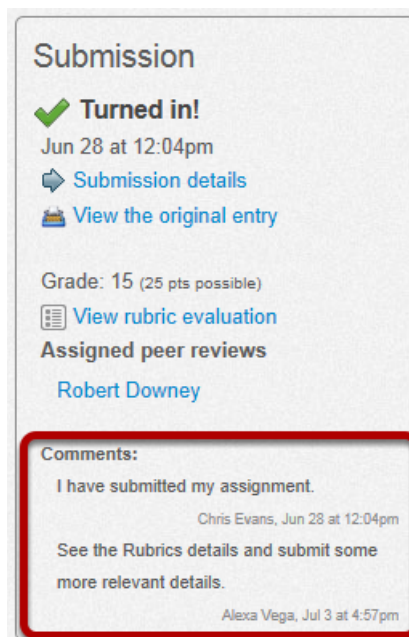 Submission
Turned in!
Jun 28 at 12:04pm
Submission details
View the original entry
Grade: 15 (25 pts possible)
View rubric evaluation
Assigned peer reviews
Robert Downey
Comments:
I have submitted my assignment.
Chris Evans, Jun 28 at 12:04pm
See the Rubrics details and submit some
more relevant details.
Alexa Vega, Jul 3 at 4:57pm